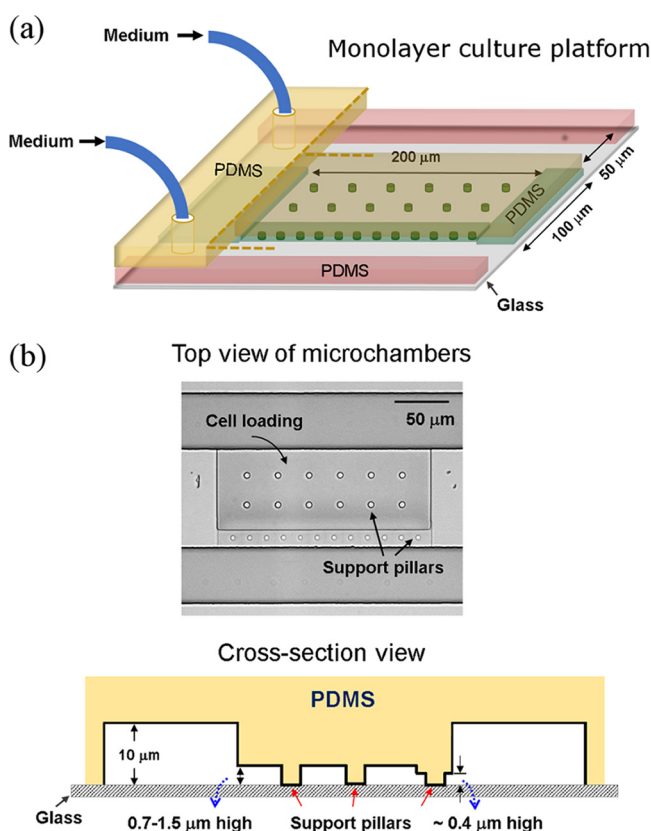 (a)
Medium
Monolayer culture platform
Medium
PDMS
200 μm
PDMS
50 μm
100 μm
PDMS
Glass
(b)
Top view of microchambers
Cell loading
50 μm
Support pillars
Cross-section view
PDMS
10 μm
Glass
0.7-1.5 μm high
Support pillars
~ 0.4 μm high